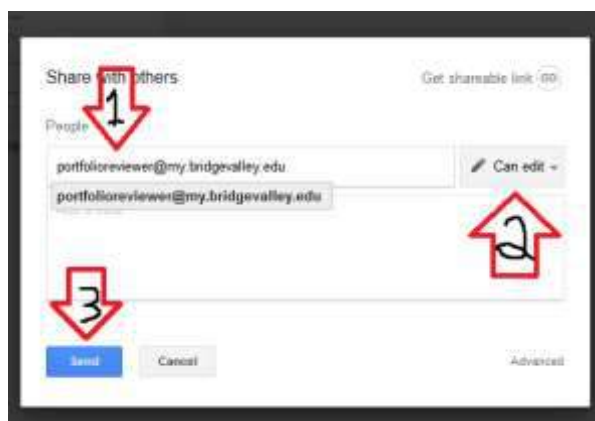 Share with others
Get shareable link
1
People
portfolioreviewer@my.bridgevalley.edu
Can edit
portfolioreviewer@my.bridgevalley.edu
2
3
Send
Cancel
Advanced